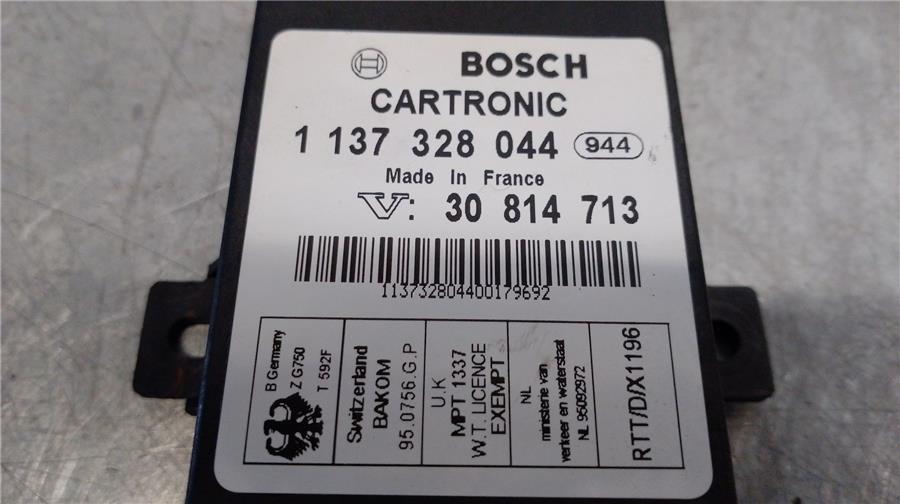 BOSCH
CARTRONIC
1 137 328 044 944
Made In France
V: 30 814 713
113732804400179692
B Germany
Z G750
T 592F
Switzerland
BAKOM
95.0756.G.P
U.K
MPT 1337
W.T. LICENCE
EXEMPT
NL
ministerie van
verkeer en waterstaat
NL 95092972
RTT/D/X1196